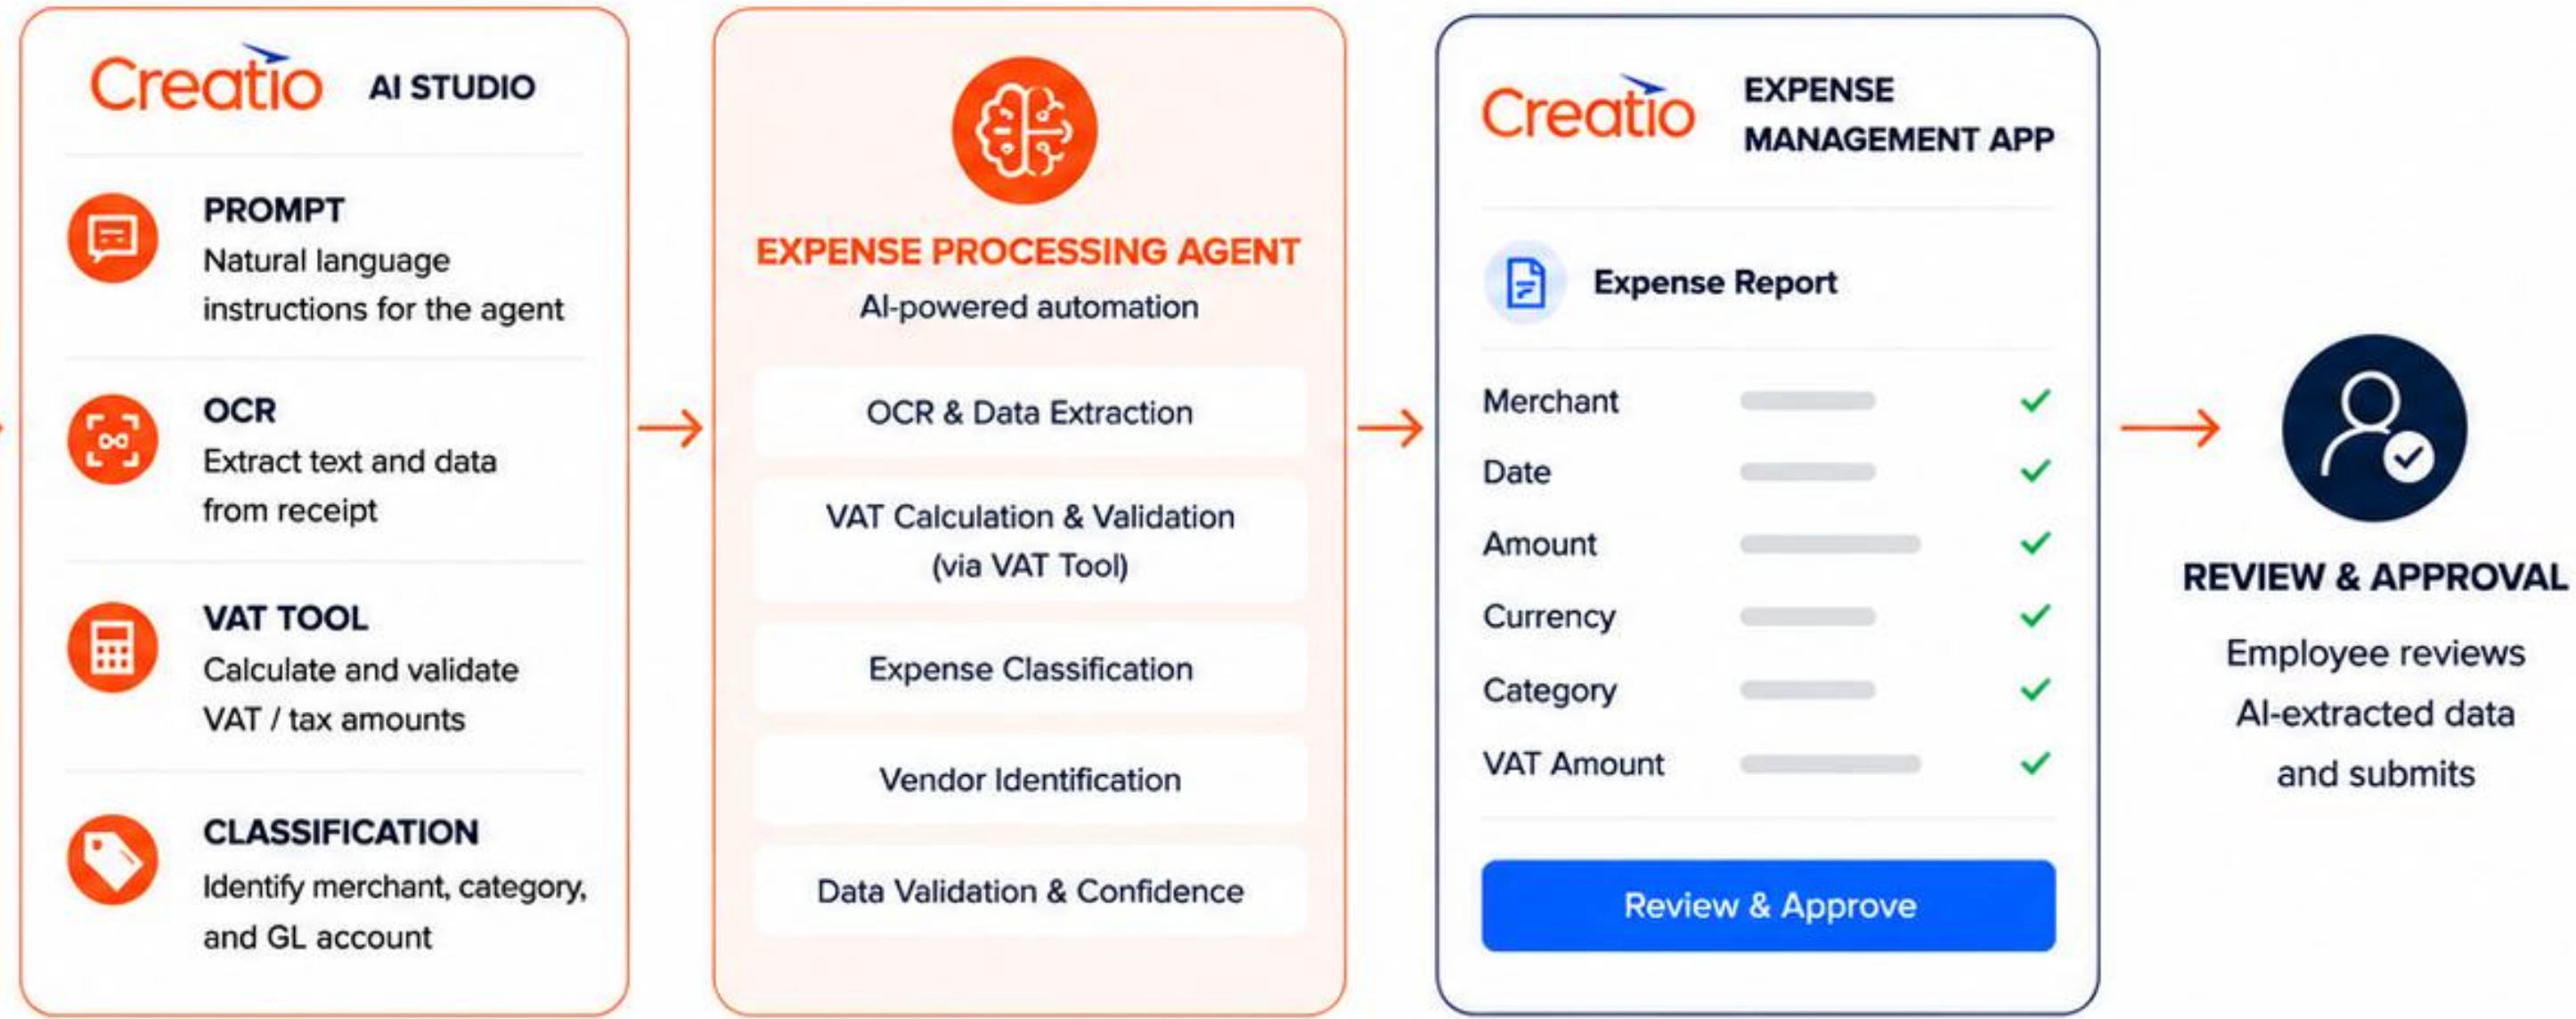 Creatio AI STUDIO
PROMPT
Natural language
instructions for the agent
OCR
Extract text and data
from receipt
VAT TOOL
Calculate and validate
VAT / tax amounts
CLASSIFICATION
Identify merchant, category,
and GL account
EXPENSE PROCESSING AGENT
AI-powered automation
OCR & Data Extraction
VAT Calculation & Validation
(via VAT Tool)
Expense Classification
Vendor Identification
Data Validation & Confidence
Creatio
EXPENSE
MANAGEMENT APP
Expense Report
Merchant
Date
Amount
Currency
Category
VAT Amount
Review & Approve
REVIEW & APPROVAL
Employee reviews
AI-extracted data
and submits